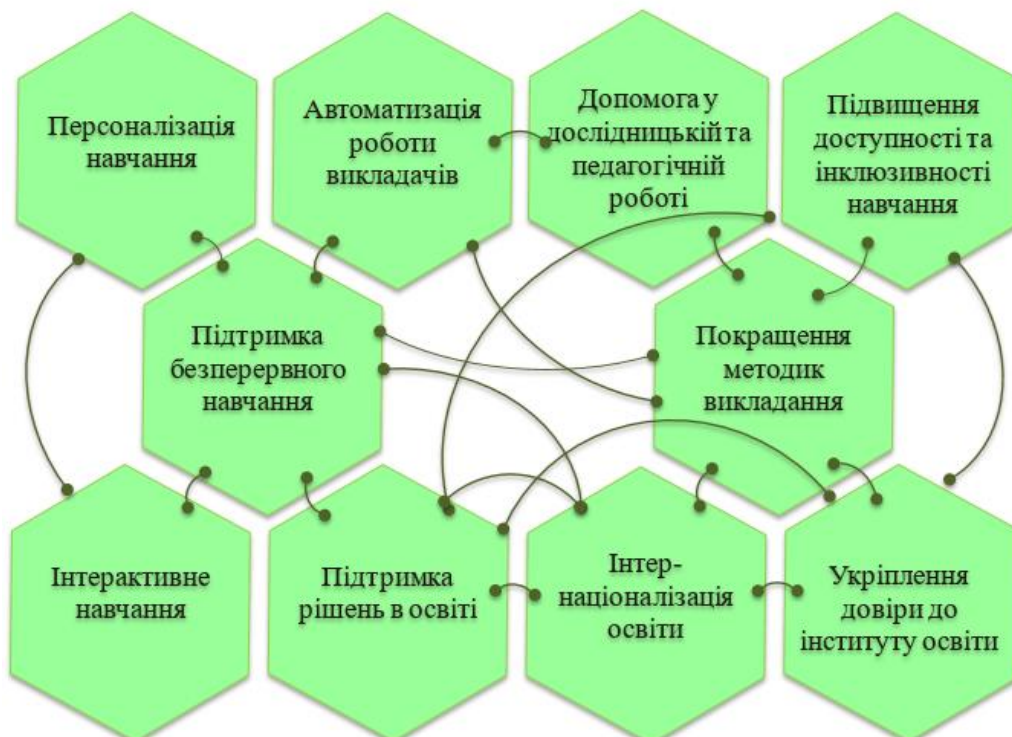 Персоналізація
навчання
Автоматизація
роботи
викладачів
Допомога у
дослідницькій та
педагогічній
роботі
Підвищення
доступності та
інклюзивності
навчання
Підтримка
безперервного
навчання
Покращення
методик
викладання
Інтерактивне
навчання
Підтримка
рішень в освіті
Інтер-
націоналізація
освіти
Укріплення
довіри до
інституту освіти